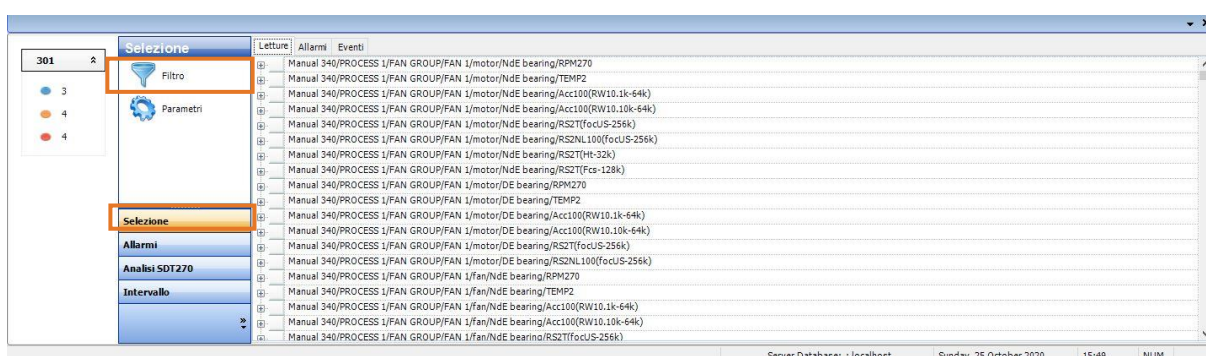 301
3
4
4
Selezione
Filtro
Parametri
Selezione
Allarmi
Analisi SDT270
Intervallo
Letture Allarmi Eventi
Manual 340/PROCESS 1/FAN GROUP/FAN 1/motor/NdE bearing/RPM270
Manual 340/PROCESS 1/FAN GROUP/FAN 1/motor/NdE bearing/TEMP2
Manual 340/PROCESS 1/FAN GROUP/FAN 1/motor/NdE bearing/Acc100(RW10.1k-64k)
Manual 340/PROCESS 1/FAN GROUP/FAN 1/motor/NdE bearing/Acc100(RW10.10k-64k)
Manual 340/PROCESS 1/FAN GROUP/FAN 1/motor/NdE bearing/RS2T(focUS-256k)
Manual 340/PROCESS 1/FAN GROUP/FAN 1/motor/NdE bearing/RS2NL100(focUS-256k)
Manual 340/PROCESS 1/FAN GROUP/FAN 1/motor/NdE bearing/RS2T(Ht-32k)
Manual 340/PROCESS 1/FAN GROUP/FAN 1/motor/NdE bearing/RS2T(Fcs-128k)
Manual 340/PROCESS 1/FAN GROUP/FAN 1/motor/DE bearing/RPM270
Manual 340/PROCESS 1/FAN GROUP/FAN 1/motor/DE bearing/TEMP2
Manual 340/PROCESS 1/FAN GROUP/FAN 1/motor/DE bearing/Acc100(RW10.1k-64k)
Manual 340/PROCESS 1/FAN GROUP/FAN 1/motor/DE bearing/Acc100(RW10.10k-64k)
Manual 340/PROCESS 1/FAN GROUP/FAN 1/motor/DE bearing/RS2T(focUS-256k)
Manual 340/PROCESS 1/FAN GROUP/FAN 1/motor/DE bearing/RS2NL100(focUS-256k)
Manual 340/PROCESS 1/FAN GROUP/FAN 1/fan/NdE bearing/RPM270
Manual 340/PROCESS 1/FAN GROUP/FAN 1/fan/NdE bearing/TEMP2
Manual 340/PROCESS 1/FAN GROUP/FAN 1/fan/NdE bearing/Acc100(RW10.1k-64k)
Manual 340/PROCESS 1/FAN GROUP/FAN 1/fan/NdE bearing/Acc100(RW10.10k-64k)
Manual 340/PROCESS 1/FAN GROUP/FAN 1/fan/NdE bearing/RS2T(focUS-256k)
Server Database: : localhost Sunday, 25 October 2020 15:49 NUM